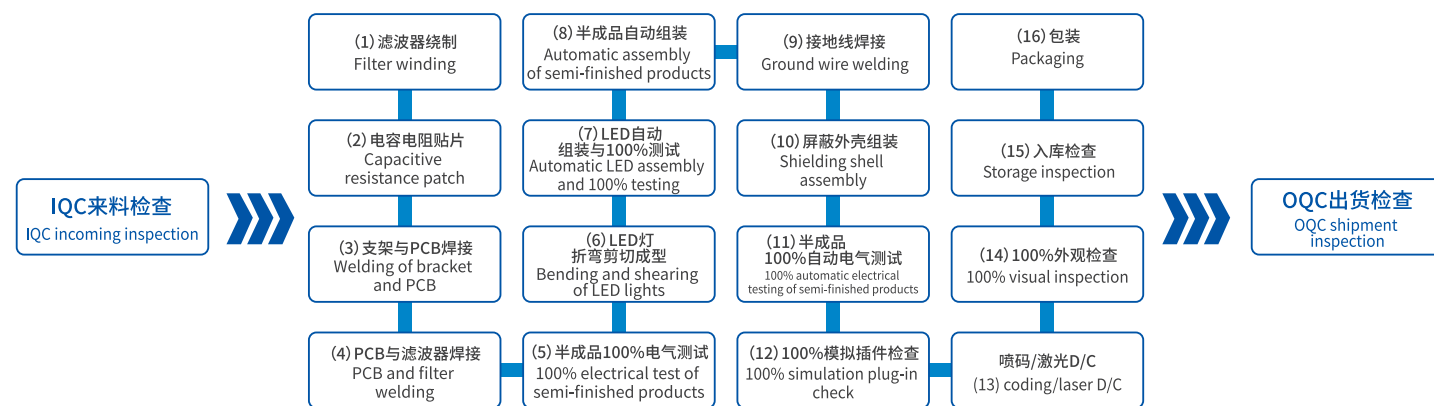 IQC来料检查
IQC incoming inspection
(1) 滤波器绕制
Filter winding
(2) 电容电阻贴片
Capacitive
resistance patch
(3) 支架与PCB焊接
Welding of bracket
and PCB
(4) PCB与滤波器焊接
PCB and filter
welding
(5) 半成品100%电气测试
100% electrical test of
semi-finished products
(6) LED灯
折弯剪切成型
Bending and shearing
of LED lights
(7) LED自动
组装与100%测试
Automatic LED assembly
and 100% testing
(8) 半成品自动组装
Automatic assembly
of semi-finished products
(9) 接地线焊接
Ground wire welding
(10) 屏蔽外壳组装
Shielding shell
assembly
(11) 半成品
100%自动电气测试
100% automatic electrical
testing of semi-finished products
(12) 100%模拟插件检查
100% simulation plug-in
check
喷码/激光D/C
(13) coding/laser D/C
(14) 100%外观检查
100% visual inspection
(15) 入库检查
Storage inspection
(16) 包装
Packaging
OQC出货检查
OQC shipment
inspection